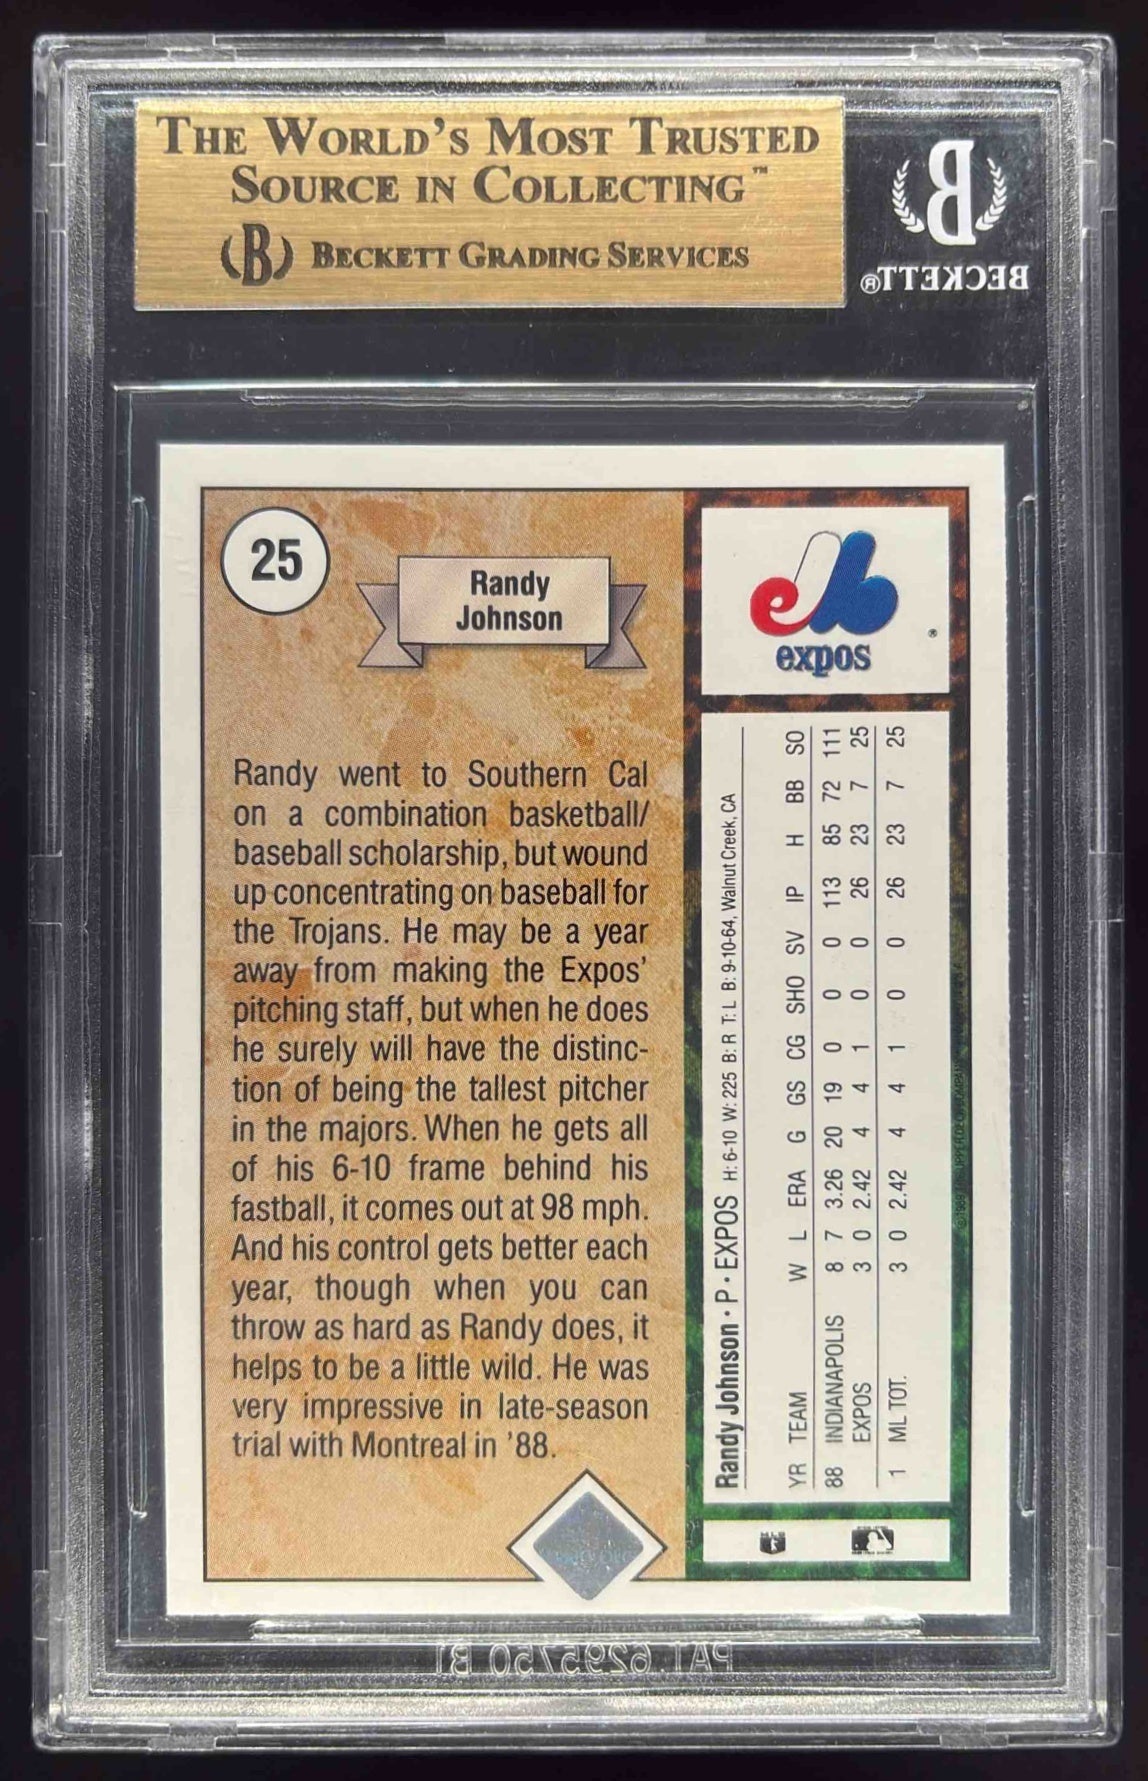 THE WORLD'S MOST TRUSTED
SOURCE IN COLLECTING™
(B) BECKETT GRADING SERVICES
B
BECKETT®
25
Randy
Johnson
expos
®
Randy went to Southern Cal
on a combination basketball/
baseball scholarship, but wound
up concentrating on baseball for
the Trojans. He may be a year
away from making the Expos'
pitching staff, but when he does
he surely will have the distinc-
tion of being the tallest pitcher
in the majors. When he gets all
of his 6-10 frame behind his
fastball, it comes out at 98 mph.
And his control gets better each
year, though when you can
throw as hard as Randy does, it
helps to be a little wild. He was
very impressive in late-season
trial with Montreal in '88.
Randy Johnson • P • EXPOS H: 6-10 W: 225 B: R T: L B: 9-10-64, Walnut Creek, CA
YR TEAM W L ERA G GS CG SHO SV IP H BB SO
88 INDIANAPOLIS 8 7 3.26 20 19 0 0 0 113 85 72 111
EXPOS 3 0 2.42 4 4 1 0 0 26 23 7 25
1 ML TOT. 3 0 2.42 4 4 1 0 0 26 23 7 25
PAT. 6295750 B1